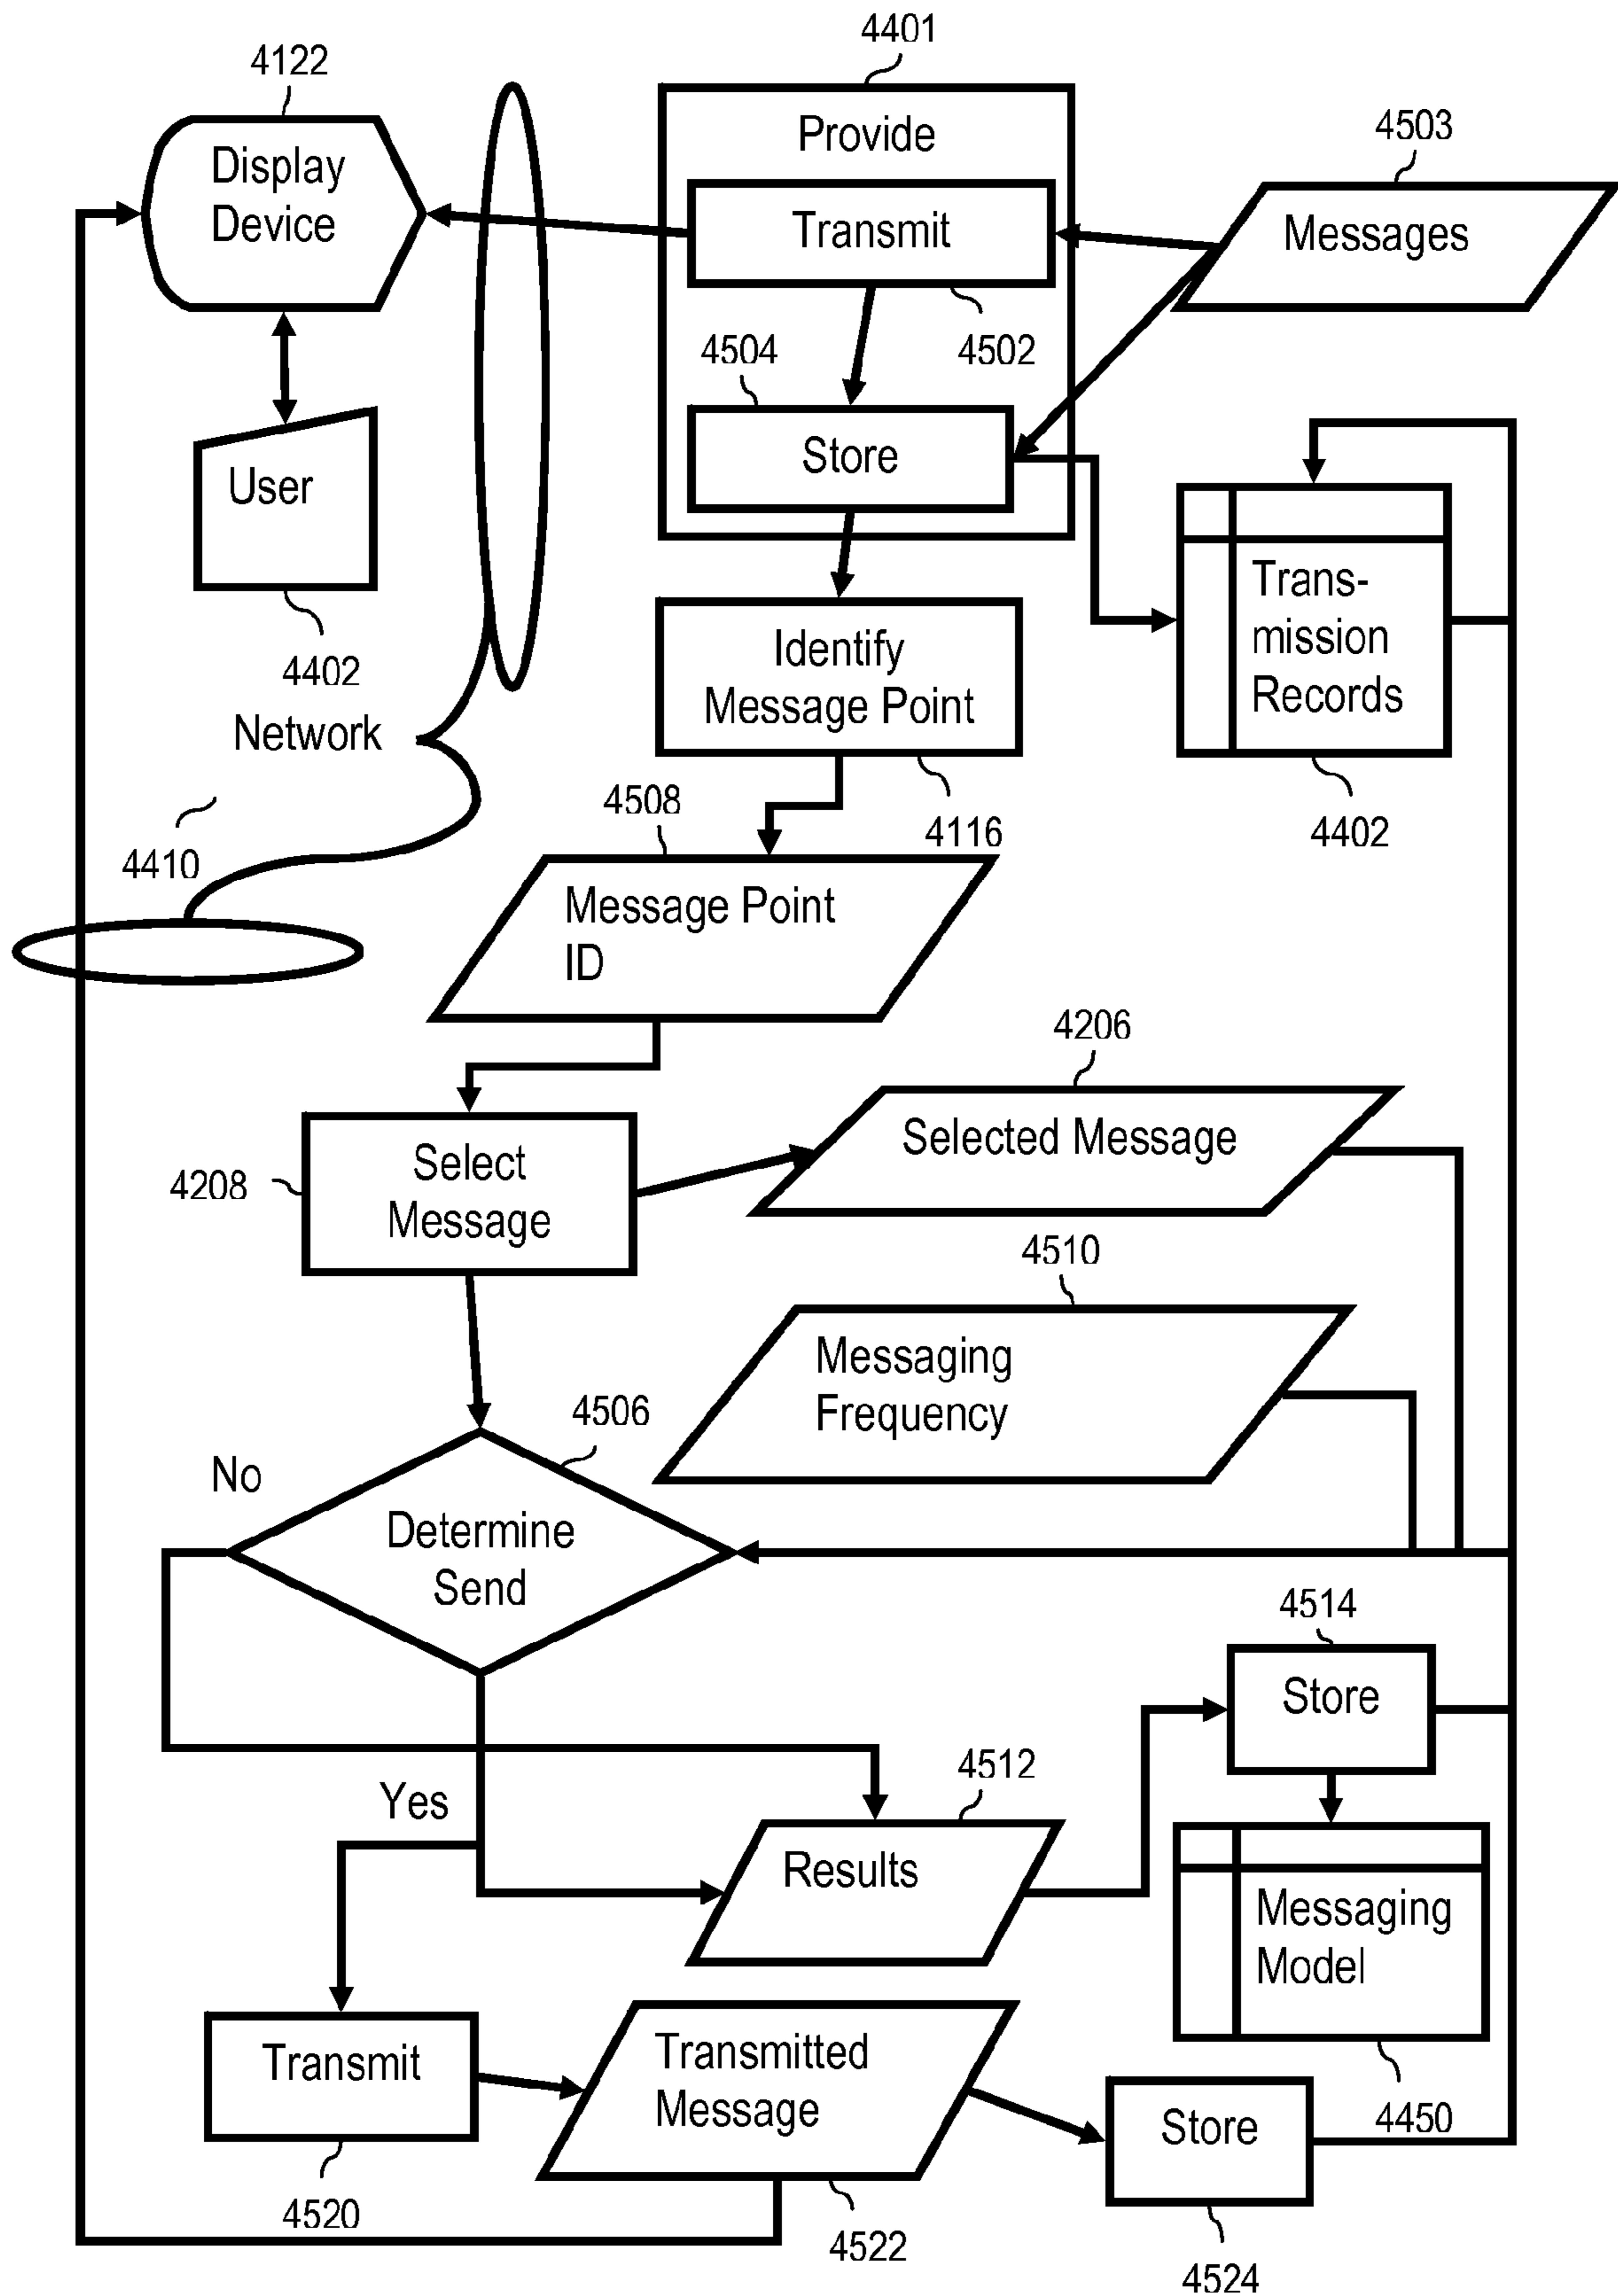 4401
4122
Provide
4503
Display
Device
Transmit
Messages
4504
4502
Store
User
4402
Trans-
mission
Records
Identify
Message Point
Network
4508
4116
4402
4410
Message Point
ID
4206
Selected Message
Select
Message
4208
4510
Messaging
Frequency
4506
No
Determine
Send
4514
Store
4512
Yes
Results
Messaging
Model
Transmit
Transmitted
Message
Store
4450
4520
4522
4524